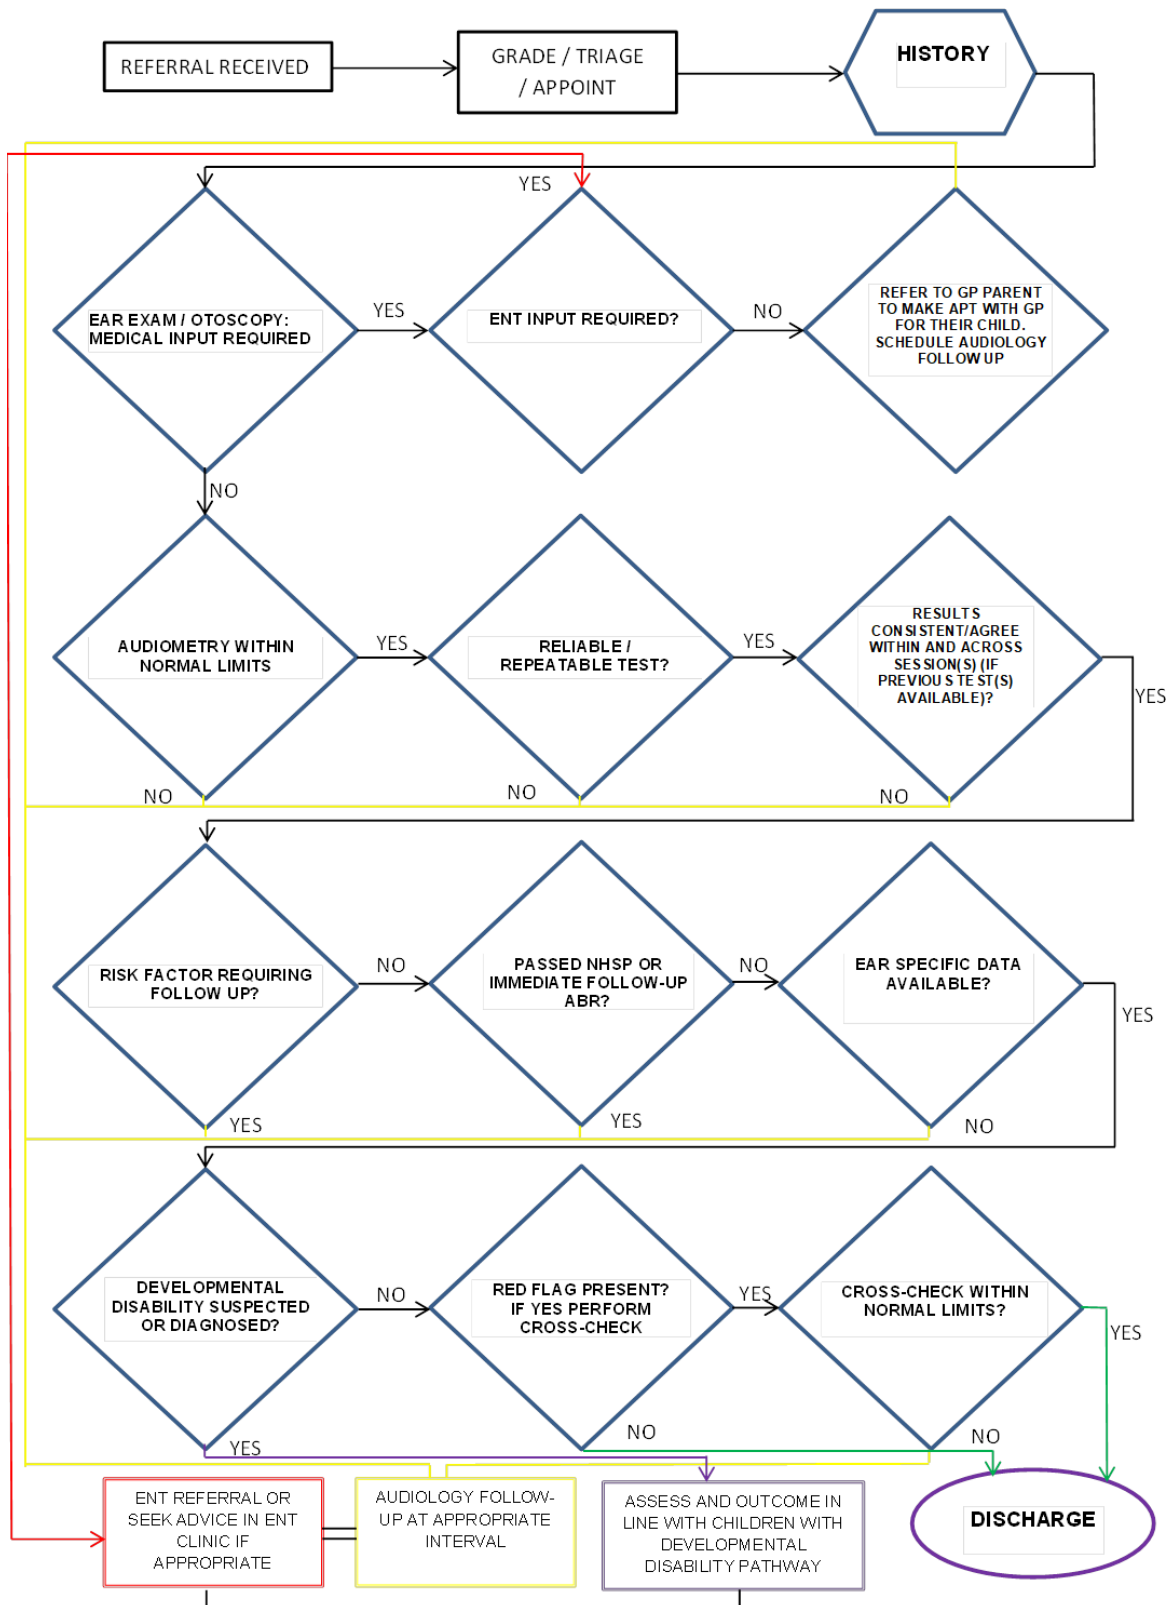 REFERRAL RECEIVED
GRADE / TRIAGE
/ APPOINT
HISTORY
YES
EAR EXAM / OTOSCOPY:
MEDICAL INPUT REQUIRED
YES
ENT INPUT REQUIRED?
NO
REFER TO GP PARENT
TO MAKE APT WITH GP
FOR THEIR CHILD.
SCHEDULE AUDIOLOGY
FOLLOW UP
NO
AUDIOMETRY WITHIN
NORMAL LIMITS
YES
RELIABLE /
REPEATABLE TEST?
YES
RESULTS
CONSISTENT/AGREE
WITHIN AND ACROSS
SESSION(S) (IF
PREVIOUS TEST(S)
AVAILABLE)?
YES
NO
NO
NO
RISK FACTOR REQUIRING
FOLLOW UP?
NO
PASSED NHSP OR
IMMEDIATE FOLLOW-UP
ABR?
NO
EAR SPECIFIC DATA
AVAILABLE?
YES
YES
YES
NO
DEVELOPMENTAL
DISABILITY SUSPECTED
OR DIAGNOSED?
NO
RED FLAG PRESENT?
IF YES PERFORM
CROSS-CHECK
YES
CROSS-CHECK WITHIN
NORMAL LIMITS?
YES
YES
NO
NO
ENT REFERRAL OR
SEEK ADVICE IN ENT
CLINIC IF
APPROPRIATE
AUDIOLOGY FOLLOW-
UP AT APPROPRIATE
INTERVAL
ASSESS AND OUTCOME IN
LINE WITH CHILDREN WITH
DEVELOPMENTAL
DISABILITY PATHWAY
DISCHARGE